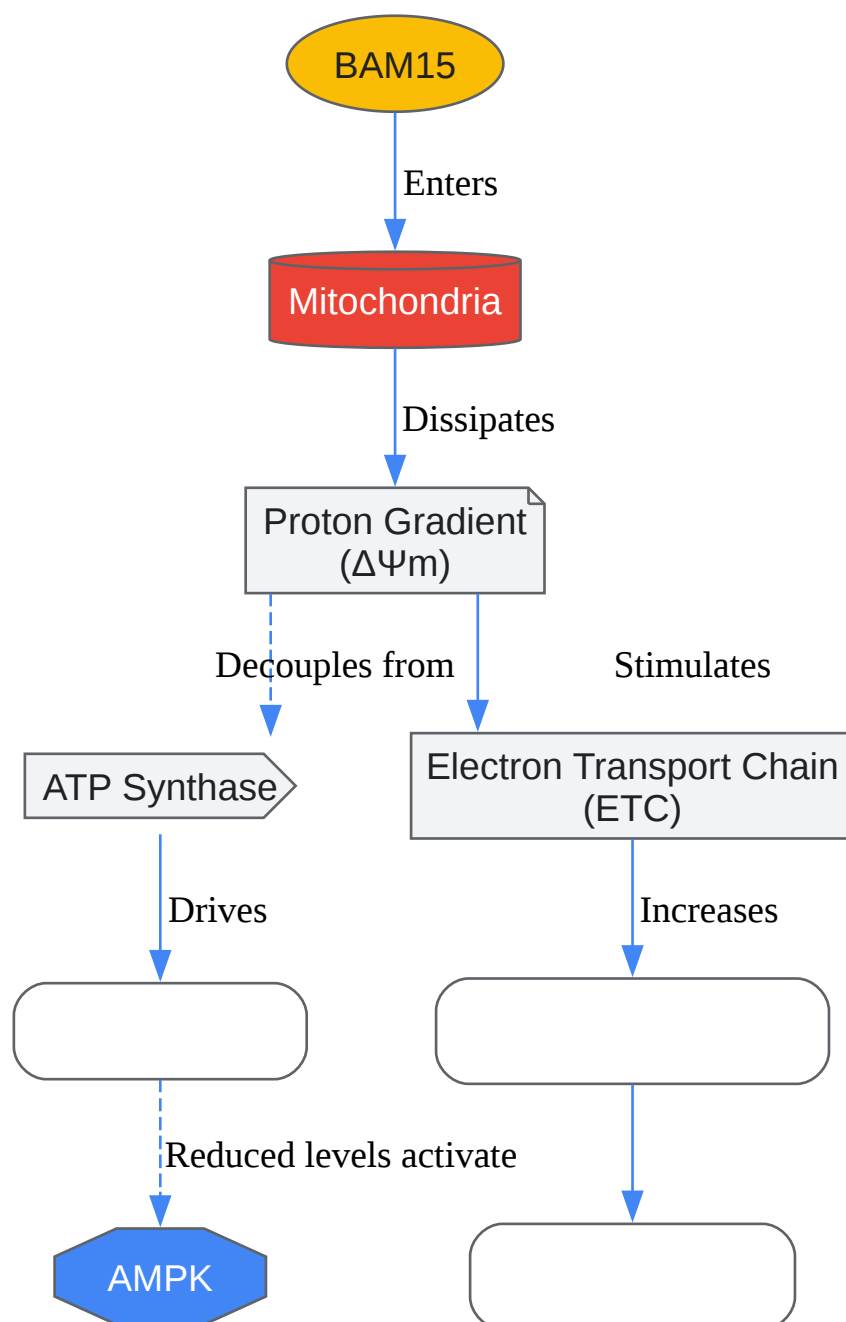 BAM15
Enters
Mitochondria
Dissipates
Proton Gradient
(ΔΨm)
Decouples from
Stimulates
ATP Synthase
Electron Transport Chain
(ETC)
Drives
Increases
Reduced levels activate
AMPK